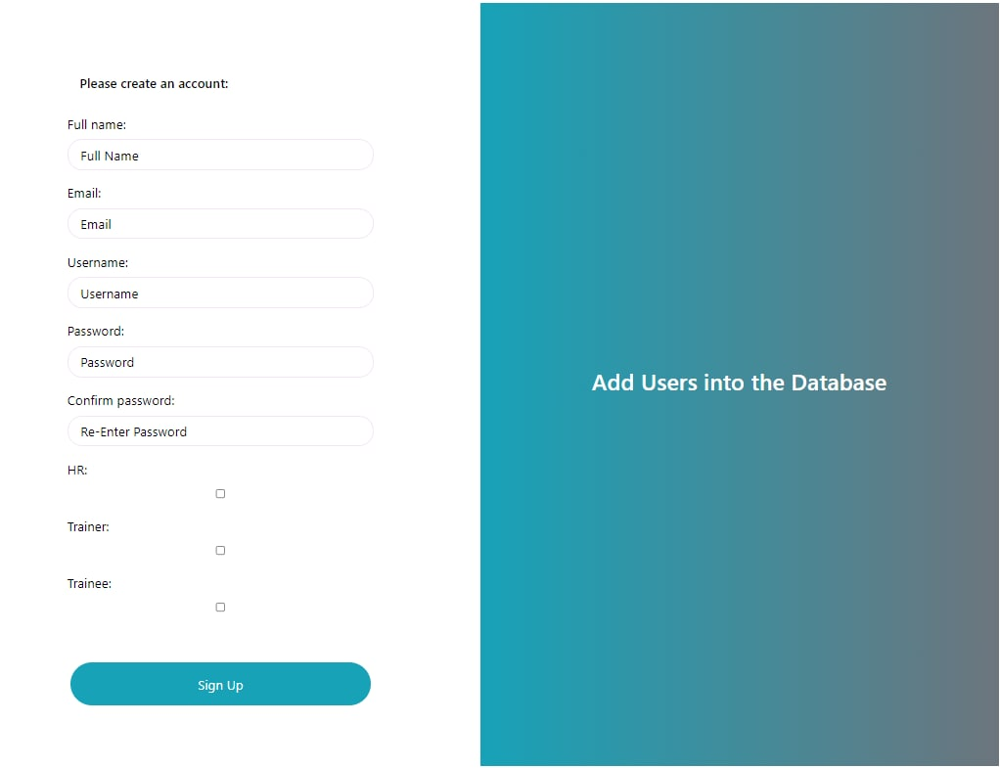 Please create an account:
Full name:
Full Name
Email:
Email
Username:
Username
Password:
Password
Confirm password:
Re-Enter Password
HR:
Trainer:
Trainee:
Sign Up
Add Users into the Database